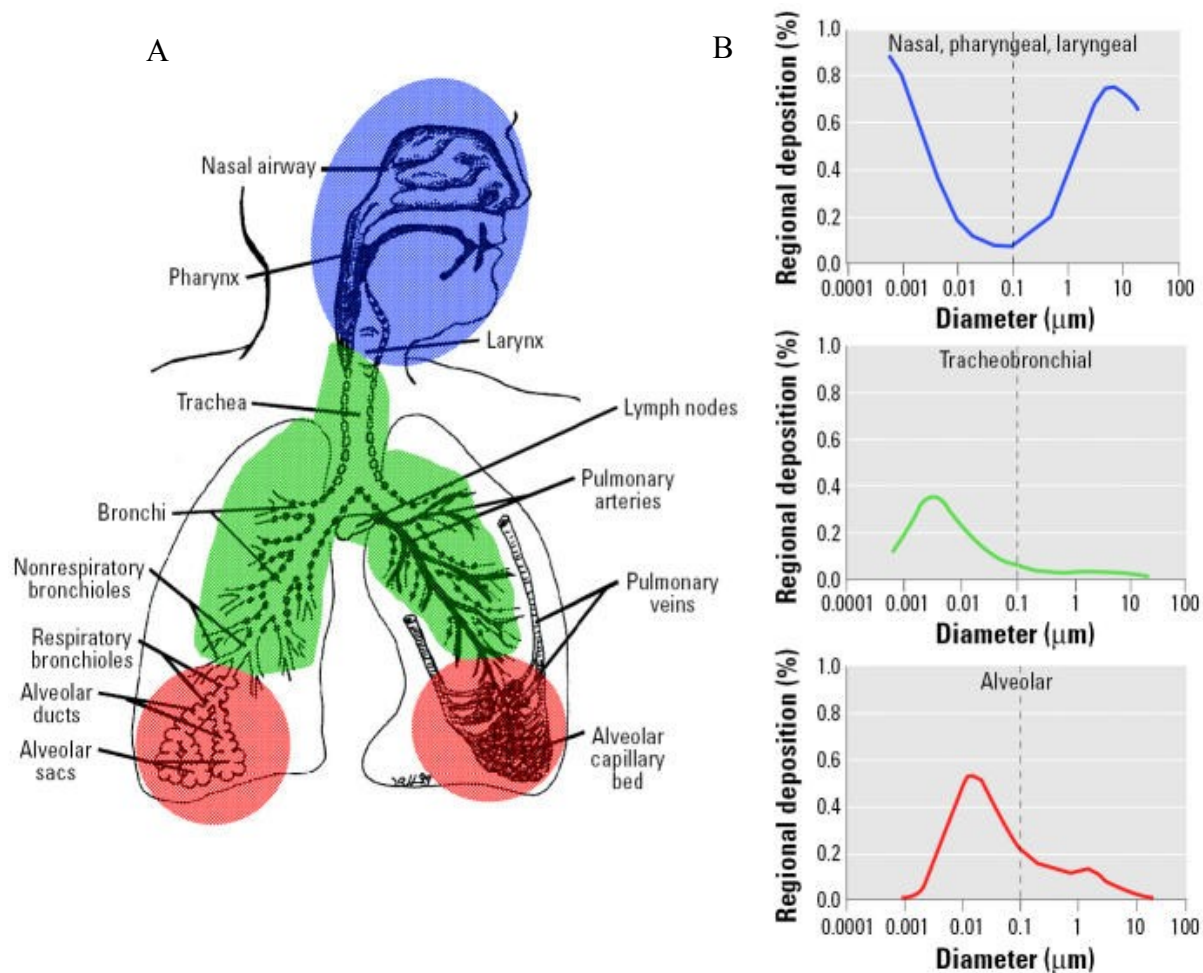 A
Nasal airway
Pharynx
Larynx
Trachea
Lymph nodes
Pulmonary
arteries
Bronchi
Nonrespiratory
bronchioles
Pulmonary
veins
Respiratory
bronchioles
Alveolar
ducts
Alveolar
sacs
Alveolar
capillary
bed
B
Nasal, pharyngeal, laryngeal
Regional deposition (%)
1.0
0.8
0.6
0.4
0.2
0.0
0.0001 0.001 0.01 0.1 1 10 100
Diameter (μm)
Tracheobronchial
Regional deposition (%)
1.0
0.8
0.6
0.4
0.2
0.0
0.0001 0.001 0.01 0.1 1 10 100
Diameter (μm)
Alveolar
Regional deposition (%)
1.0
0.8
0.6
0.4
0.2
0.0
0.0001 0.001 0.01 0.1 1 10 100
Diameter (μm)